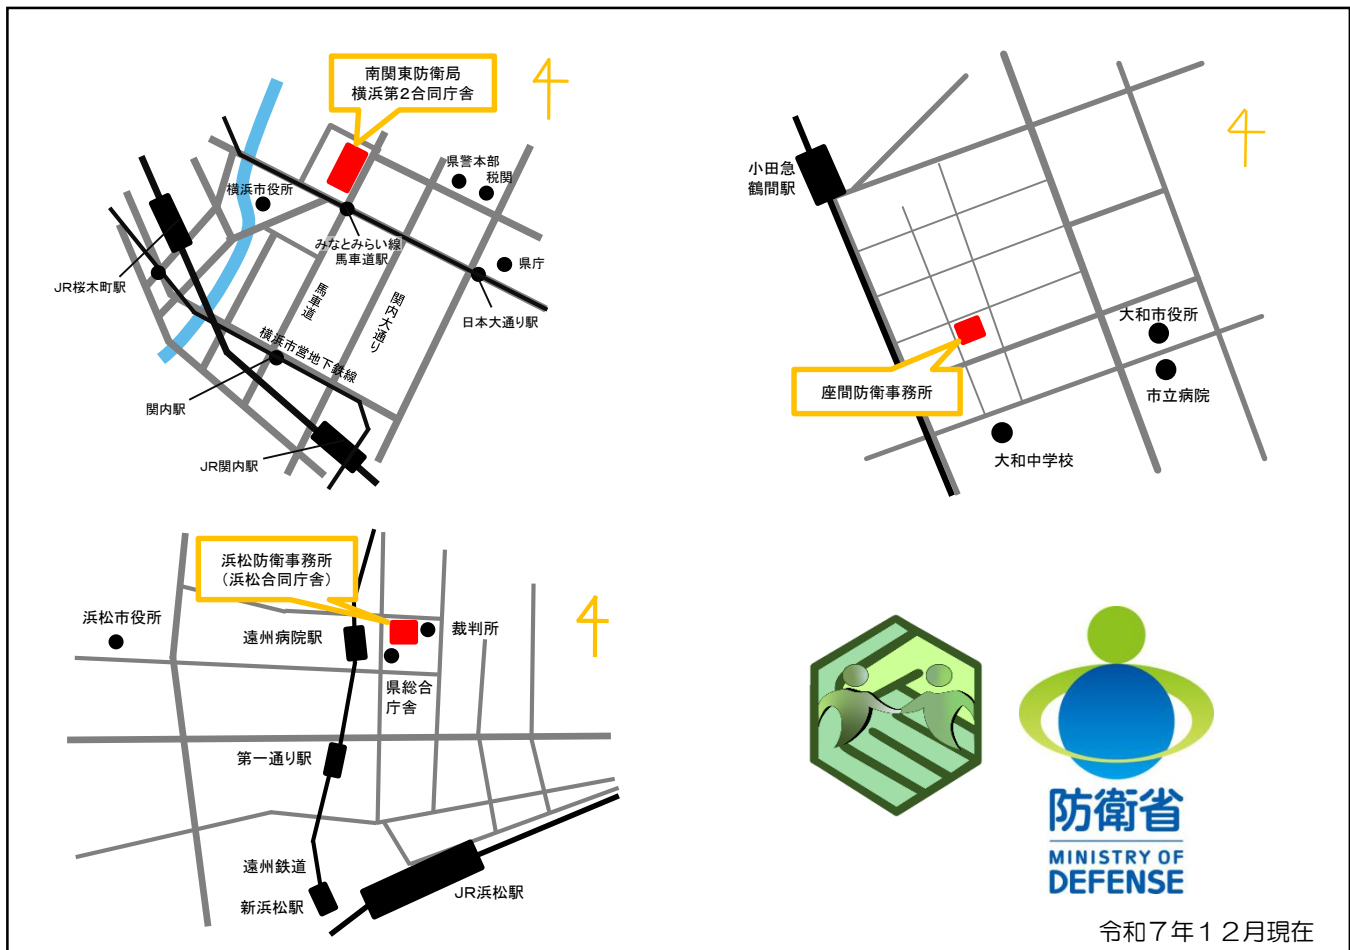 南関東防衛局
横浜第2合同庁舎
県警本部
税関
横浜市役所
みなとみらい線
馬車道駅
県庁
JR桜木町駅
馬車道
関内大通り
日本大通り駅
横浜市営地下鉄線
関内駅
JR関内駅
小田急
鶴間駅
大和市役所
座間防衛事務所
市立病院
大和中学校
浜松防衛事務所
（浜松合同庁舎）
浜松市役所
遠州病院駅
裁判所
県総合
庁舎
第一通り駅
遠州鉄道
新浜松駅
JR浜松駅
防衛省
MINISTRY OF
DEFENSE
令和７年１２月現在